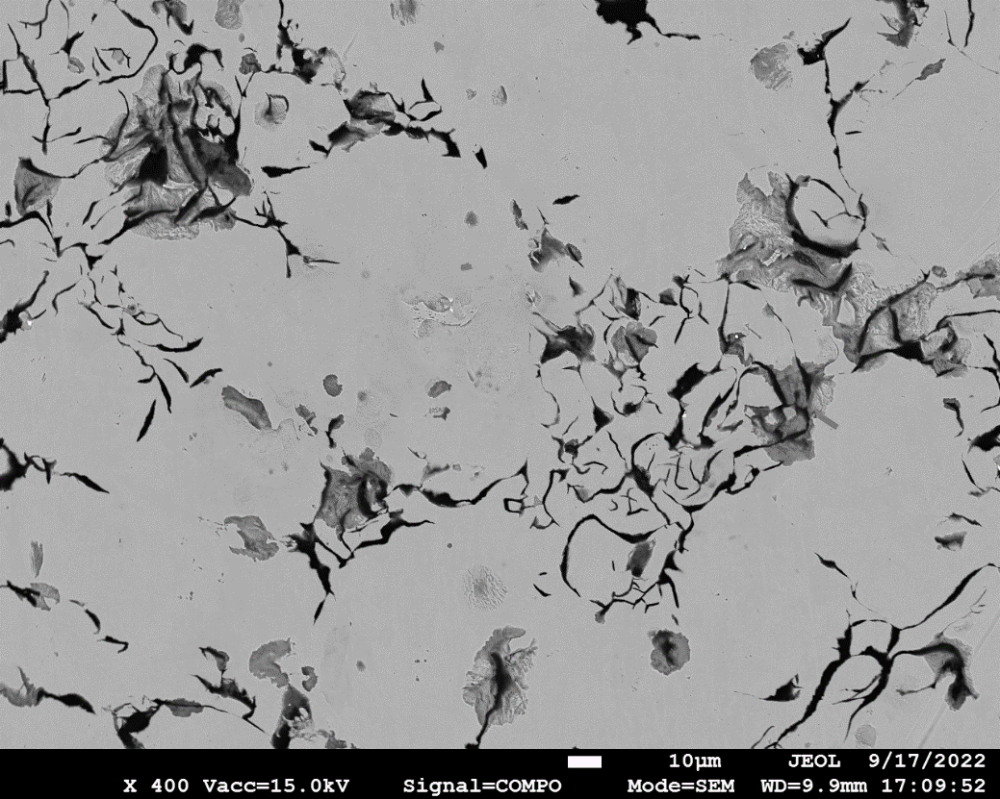 10µm JEOL 9/17/2022
X 400 Vacc=15.0kV Signal=COMPO Mode=SEM WD=9.9mm 17:09:52